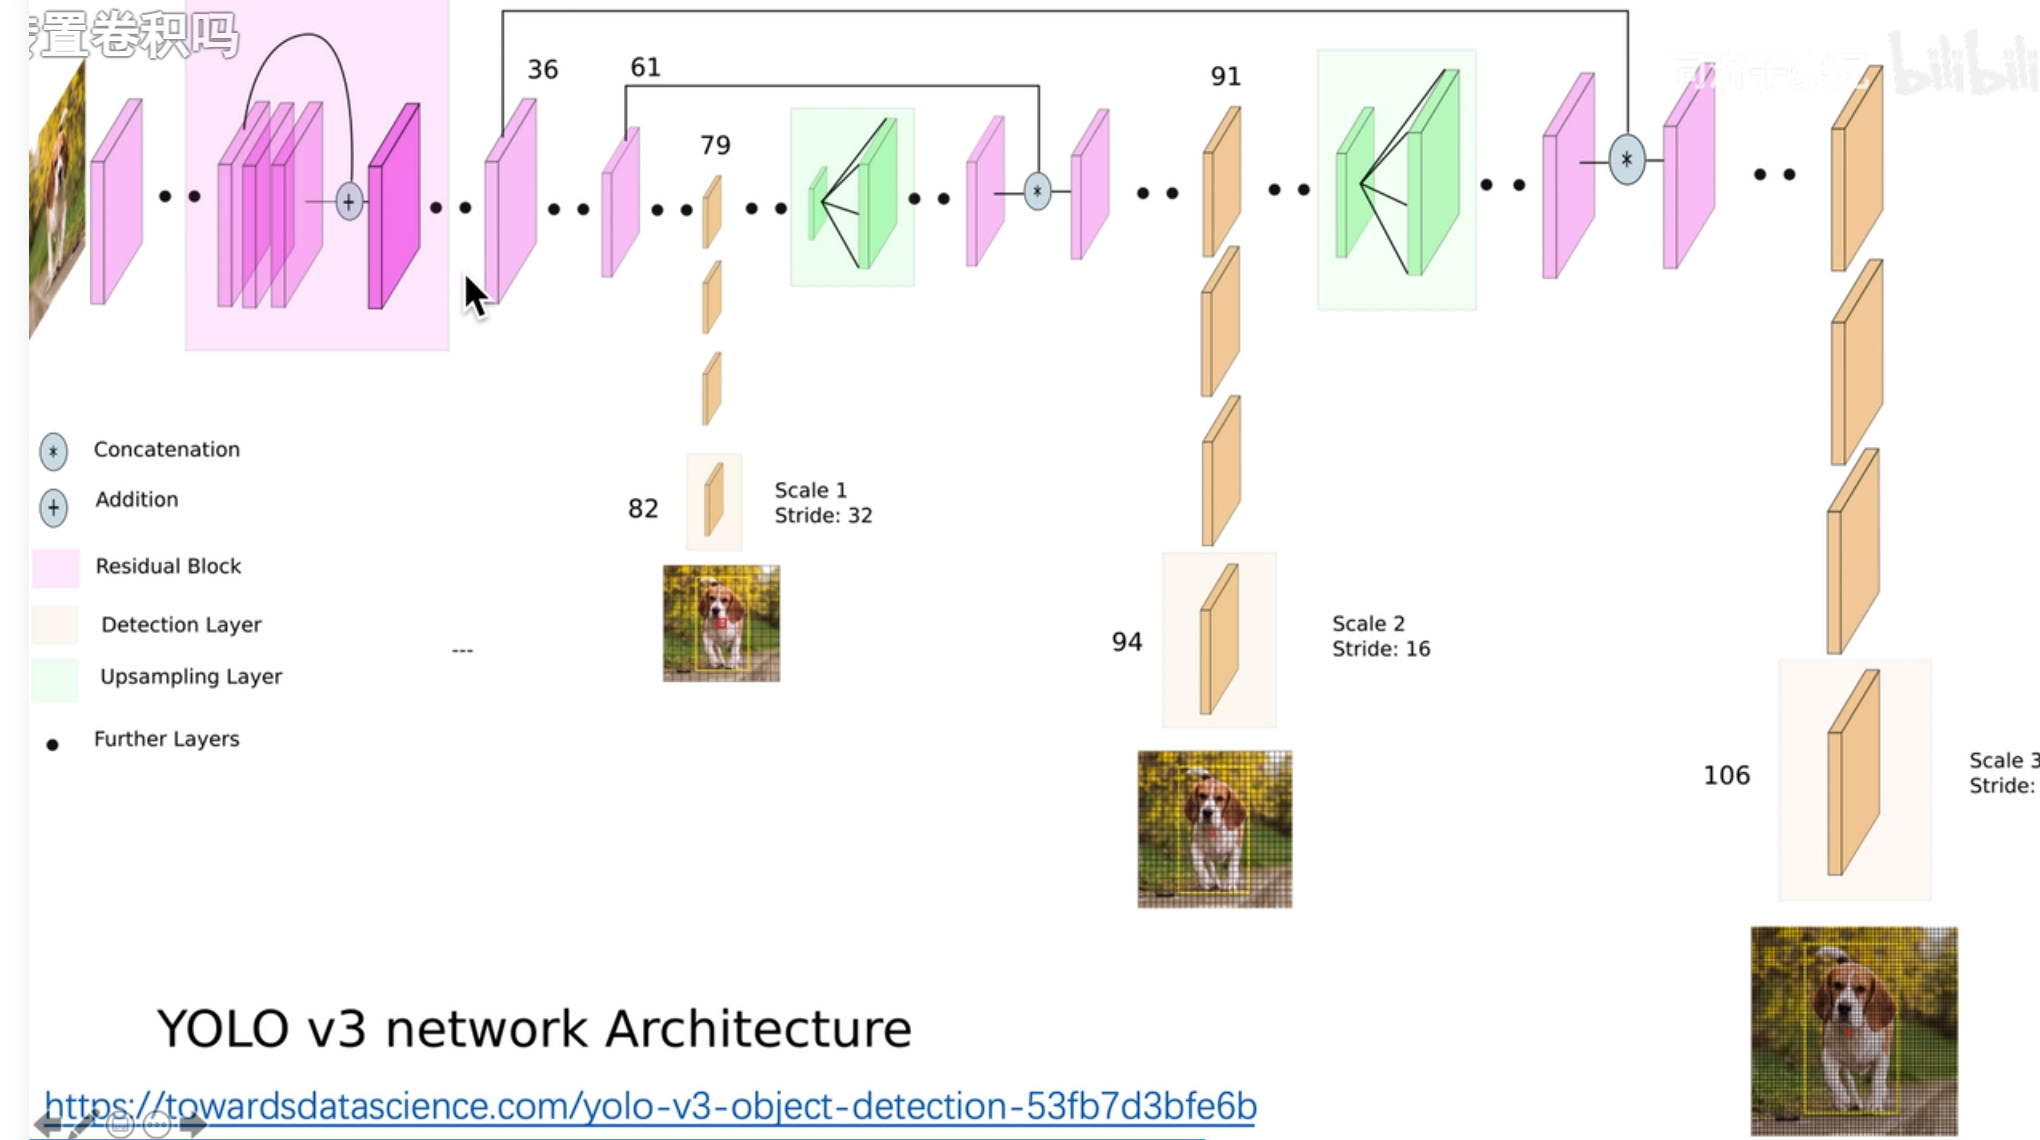 置卷积吗
bilibili
36
61
91
79
Concatenation
Addition
Residual Block
Detection Layer
Upsampling Layer
Further Layers
---
82
Scale 1
Stride: 32
94
Scale 2
Stride: 16
106
Scale 3
Stride:
YOLO v3 network Architecture
https://towardsdatascience.com/yolo-v3-object-detection-53fb7d3bfe6b